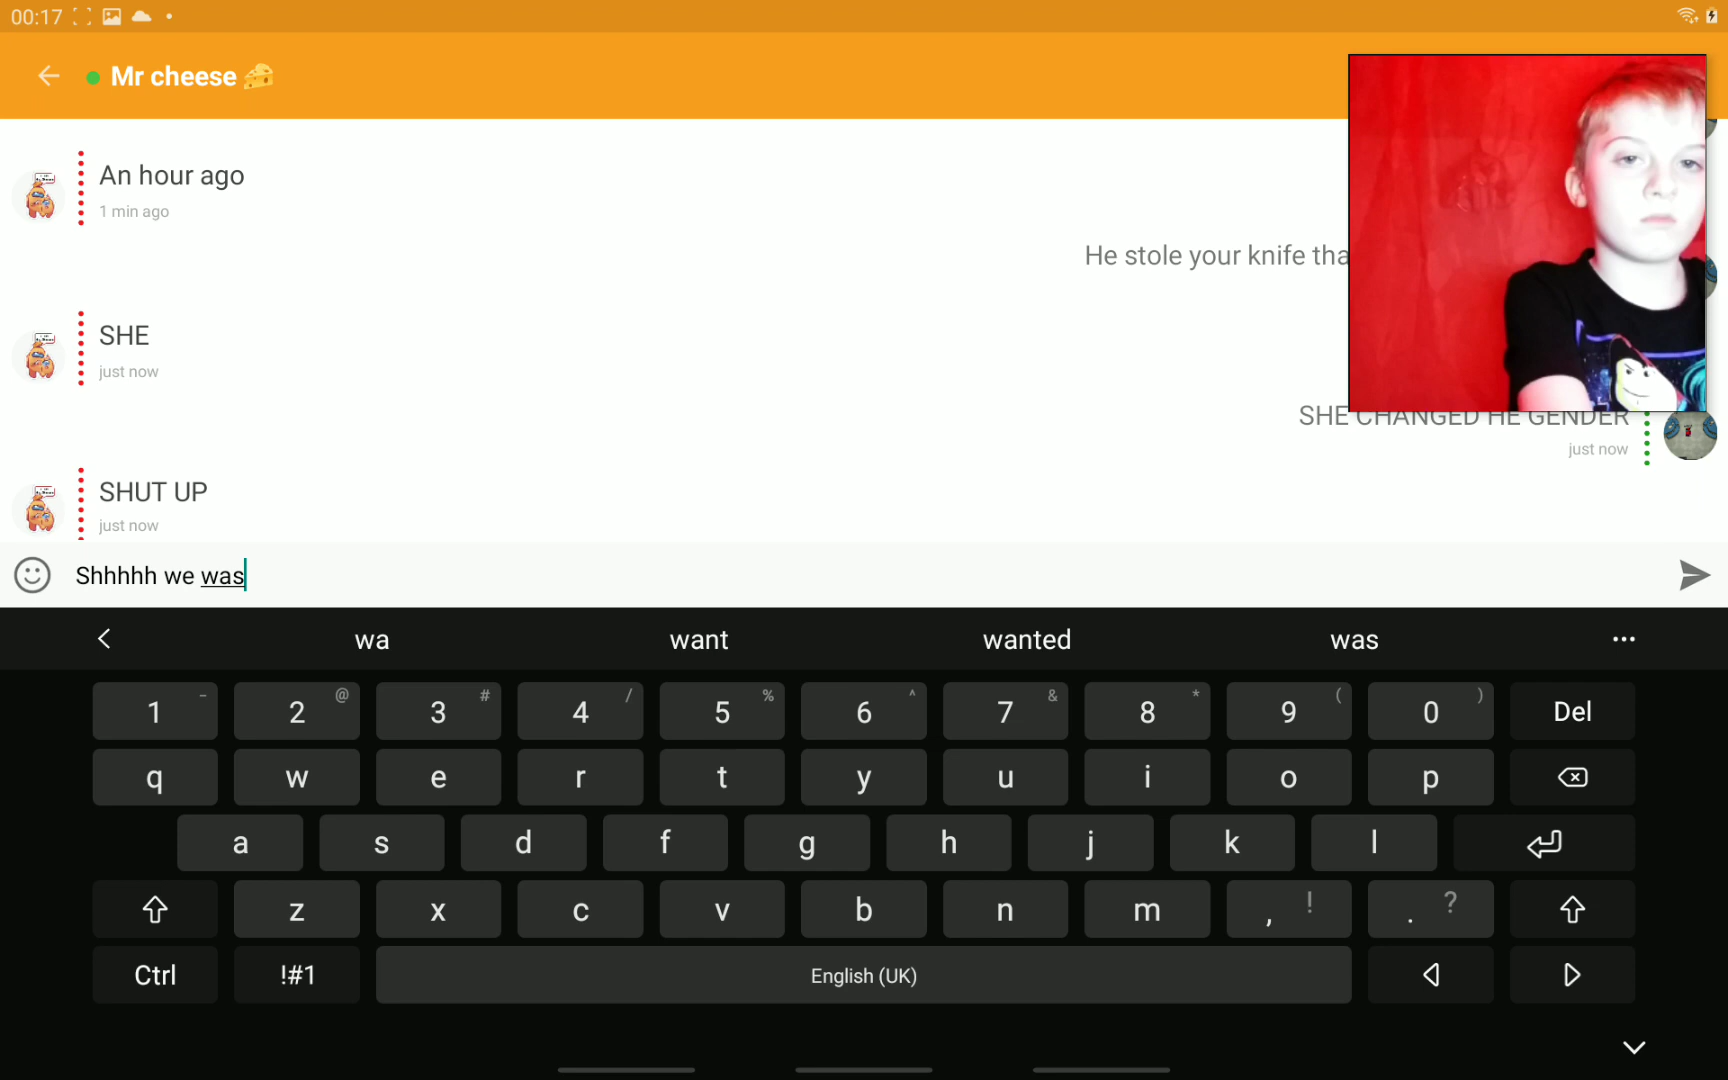 00:17
Mr cheese
An hour ago
1 min ago
He stole your knife tha
SHE
just now
SHE CHANGED HE GENDER
just now
SHUT UP
just now
Shhhhh we was
wa want wanted was ...
1 - 2 @ 3 # 4 / 5 % 6 ^ 7 & 8 * 9 ( 0 ) Del
q w e r t y u i o p
a s d f g h j k l
z x c v b n m , ! . ?
Ctrl !#1 English (UK)